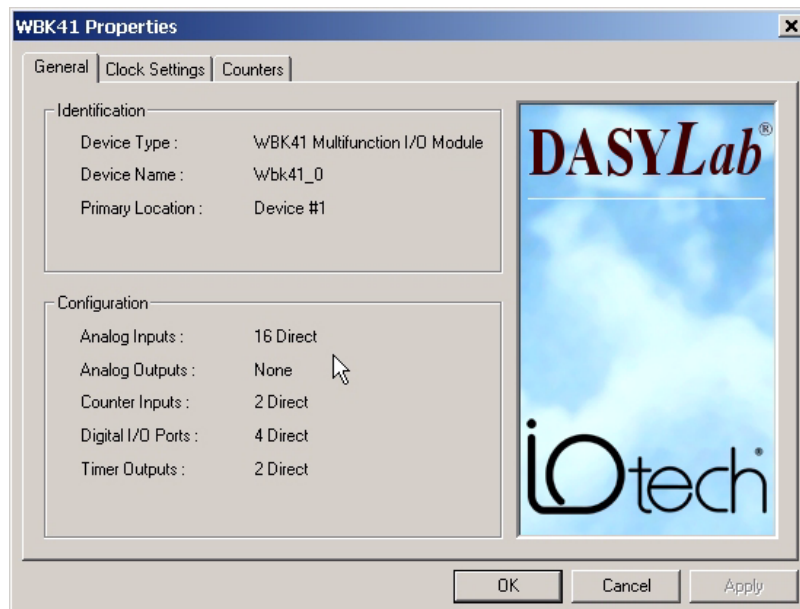 WBK41 Properties
General
Clock Settings
Counters
Identification
Device Type : WBK41 Multifunction I/O Module
Device Name : Wbk41_0
Primary Location : Device #1
Configuration
Analog Inputs : 16 Direct
Analog Outputs : None
Counter Inputs : 2 Direct
Digital I/O Ports : 4 Direct
Timer Outputs : 2 Direct
DASYLab®
iOtech®
OK
Cancel
Apply